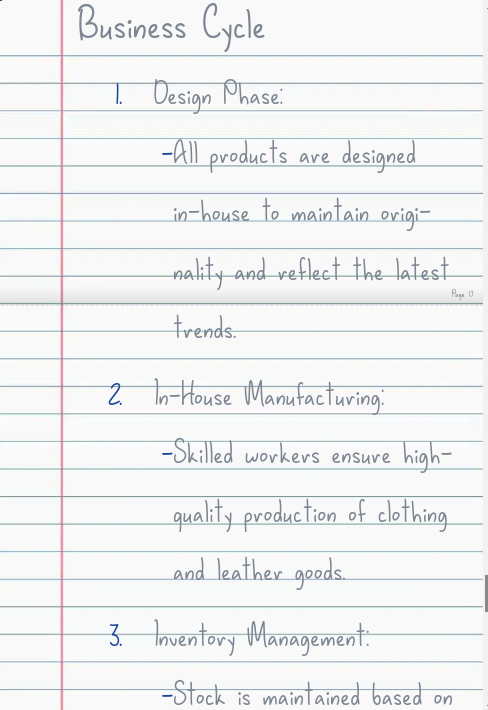 Business Cycle
1. Design Phase:
-All products are designed
in-house to maintain origi-
nality and reflect the latest
Page 17
trends.
2. In-House Manufacturing:
-Skilled workers ensure high-
quality production of clothing
and leather goods.
3. Inventory Management:
-Stock is maintained based on